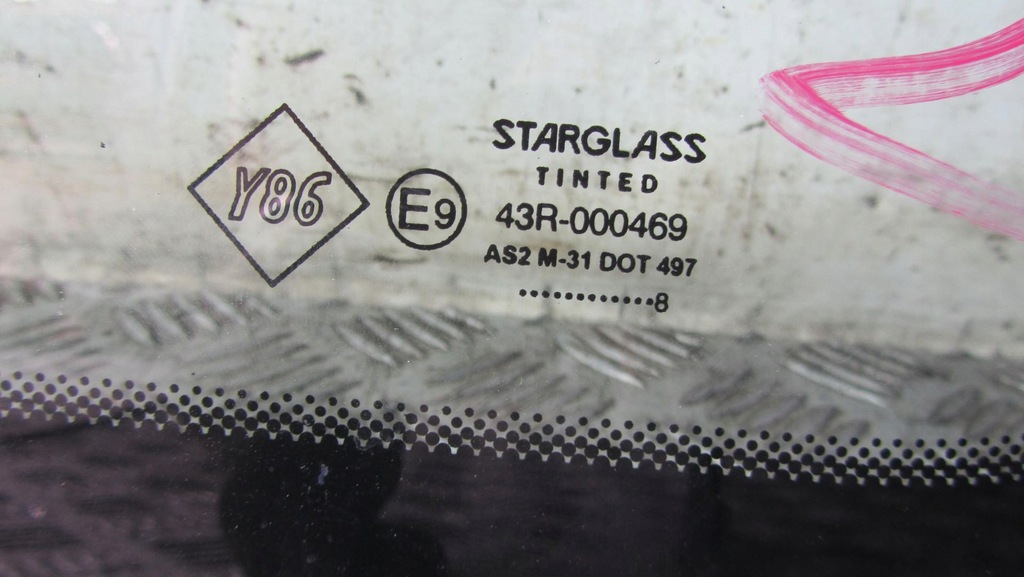 Y86
E9
STARGLASS
TINTED
43R-000469
AS2 M-31 DOT 497
.............8